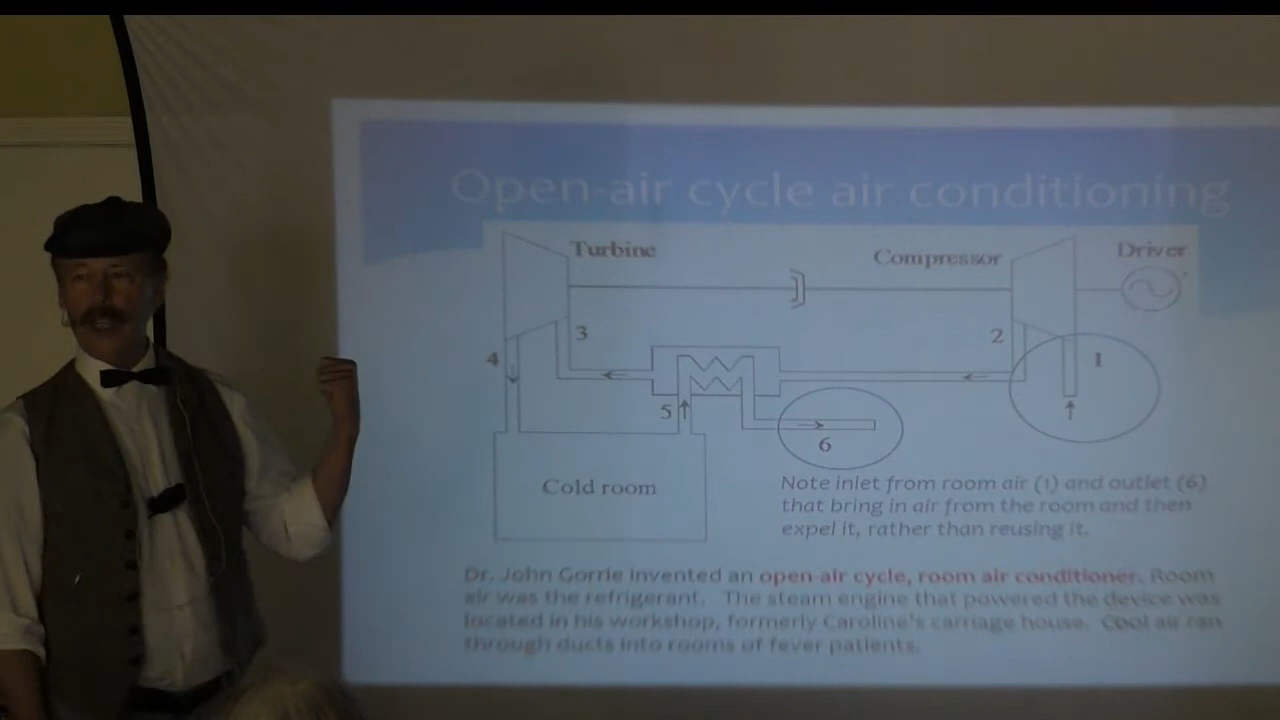 Open-air cycle air conditioning
Turbine
Compressor
Driver
3
2
4
1
5
6
Cold room
Note inlet from room air (1) and outlet (6)
that bring in air from the room and then
expel it, rather than reusing it.
Dr. John Gorrie invented an open-air cycle, room air conditioner. Room
air was the refrigerant. The steam engine that powered the device was
located in his workshop, formerly Caroline's carriage house. Cool air ran
through ducts into rooms of fever patients.